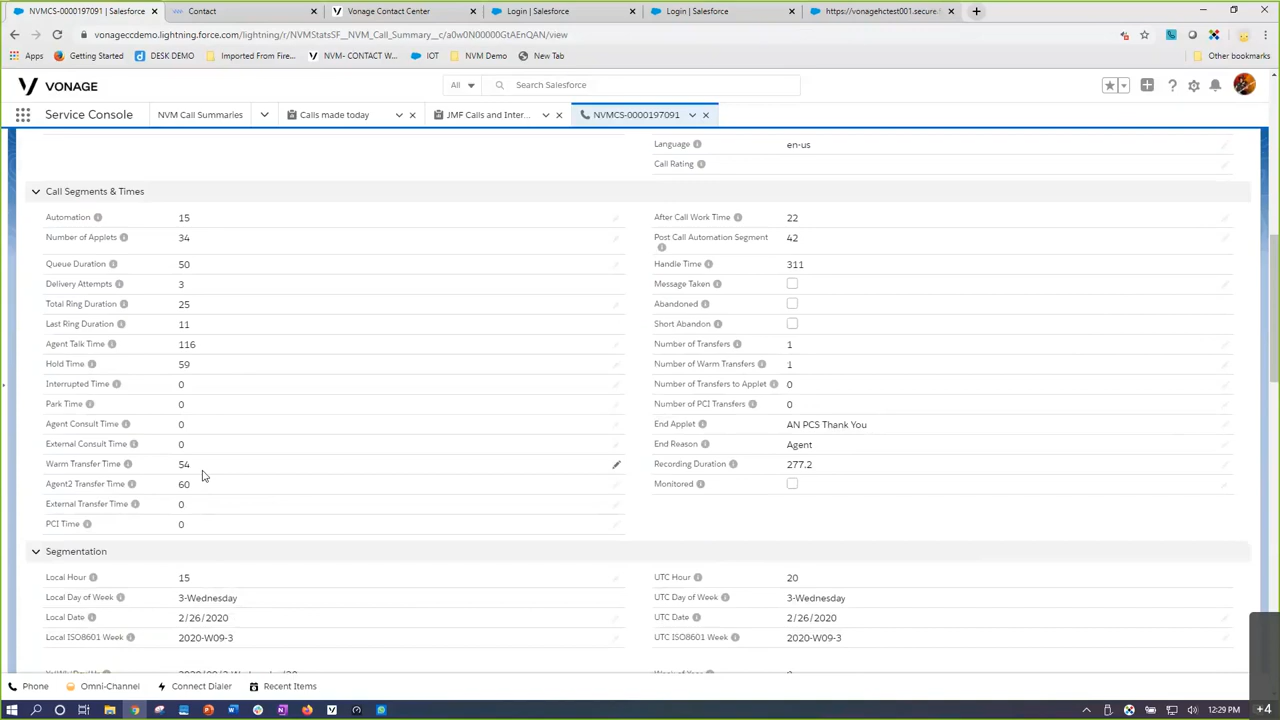 NVMCS-0000197091 | Salesforce
Contact
Vonage Contact Center
Login | Salesforce
Login | Salesforce
https://vonagehctest001.secure.f
vonageccdemo.lightning.force.com/lightning/r/NVMStatsSF__NVM_Call_Summary__c/a0w0N00000GtAEnQAN/view
Apps
Getting Started
DESK DEMO
Imported From Fire...
NVM- CONTACT W...
IOT
NVM Demo
New Tab
Other bookmarks
VONAGE
All
Search Salesforce
Service Console
NVM Call Summaries
Calls made today
JMF Calls and Inter...
NVMCS-0000197091
Language en-us
Call Rating
Call Segments & Times
Automation 15
After Call Work Time 22
Number of Applets 34
Post Call Automation Segment 42
Queue Duration 50
Handle Time 311
Delivery Attempts 3
Message Taken
Total Ring Duration 25
Abandoned
Last Ring Duration 11
Short Abandon
Agent Talk Time 116
Number of Transfers 1
Hold Time 59
Number of Warm Transfers 1
Interrupted Time 0
Number of Transfers to Applet 0
Park Time 0
Number of PCI Transfers 0
Agent Consult Time 0
End Applet AN PCS Thank You
External Consult Time 0
End Reason Agent
Warm Transfer Time 54
Recording Duration 277.2
Agent2 Transfer Time 60
Monitored
External Transfer Time 0
PCI Time 0
Segmentation
Local Hour 15
UTC Hour 20
Local Day of Week 3-Wednesday
UTC Day of Week 3-Wednesday
Local Date 2/26/2020
UTC Date 2/26/2020
Local ISO8601 Week 2020-W09-3
UTC ISO8601 Week 2020-W09-3
Phone
Omni-Channel
Connect Dialer
Recent Items
12:29 PM
+4